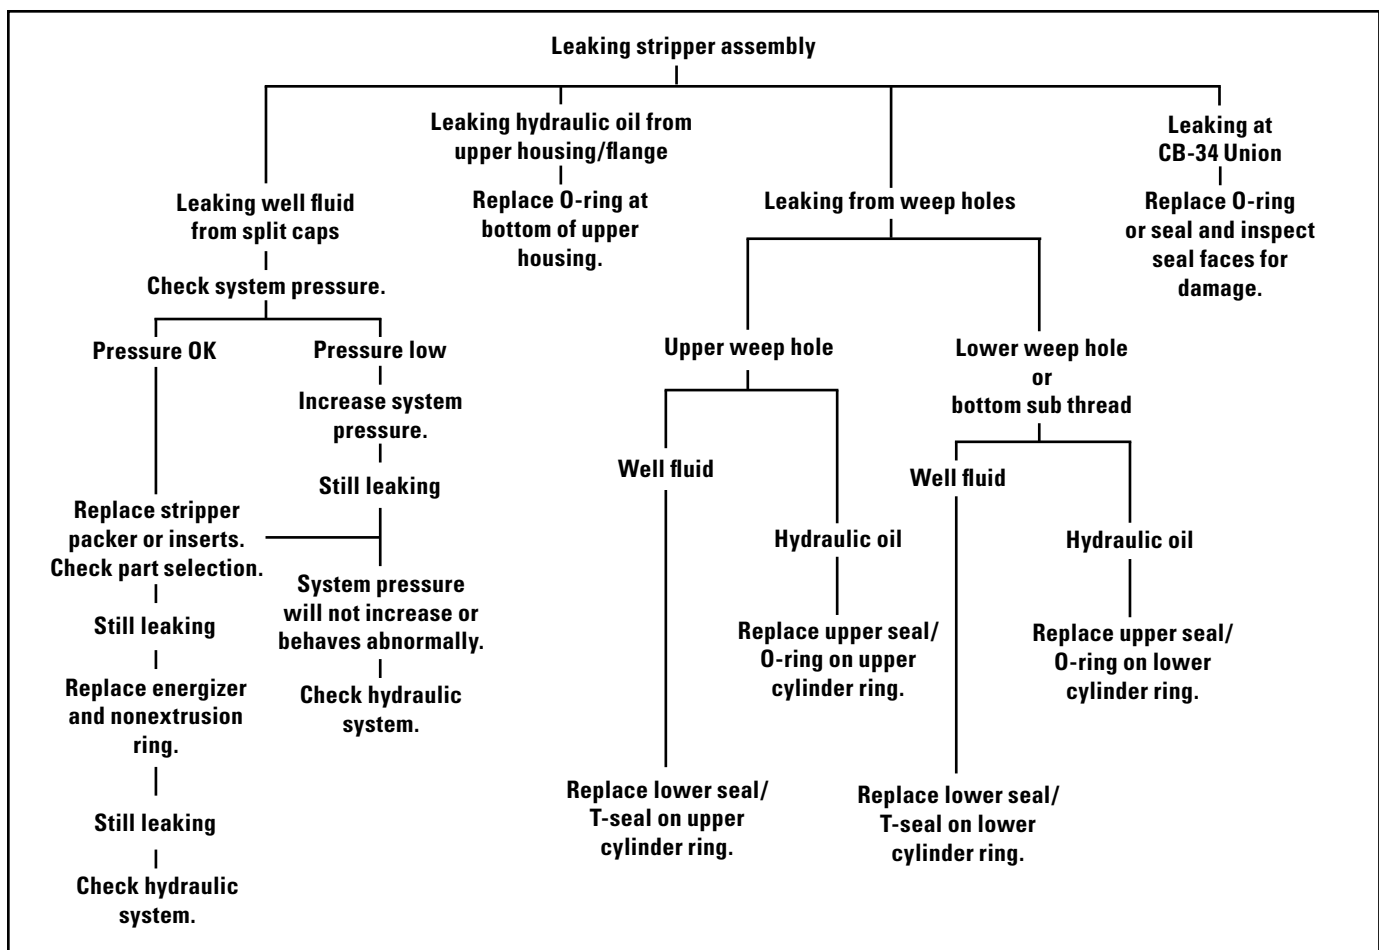 Leaking stripper assembly
Leaking hydraulic oil from
upper housing/flange
Replace O-ring at
bottom of upper
housing.
Leaking at
CB-34 Union
Replace O-ring
or seal and inspect
seal faces for
damage.
Leaking well fluid
from split caps
Check system pressure.
Pressure OK
Pressure low
Increase system
pressure.
Still leaking
Replace stripper
packer or inserts.
Check part selection.
System pressure
will not increase or
behaves abnormally.
Check hydraulic
system.
Still leaking
Replace energizer
and nonextrusion
ring.
Still leaking
Check hydraulic
system.
Leaking from weep holes
Upper weep hole
Well fluid
Hydraulic oil
Replace upper seal/
O-ring on upper
cylinder ring.
Replace lower seal/
T-seal on upper
cylinder ring.
Lower weep hole
or
bottom sub thread
Well fluid
Hydraulic oil
Replace upper seal/
O-ring on lower
cylinder ring.
Replace lower seal/
T-seal on lower
cylinder ring.